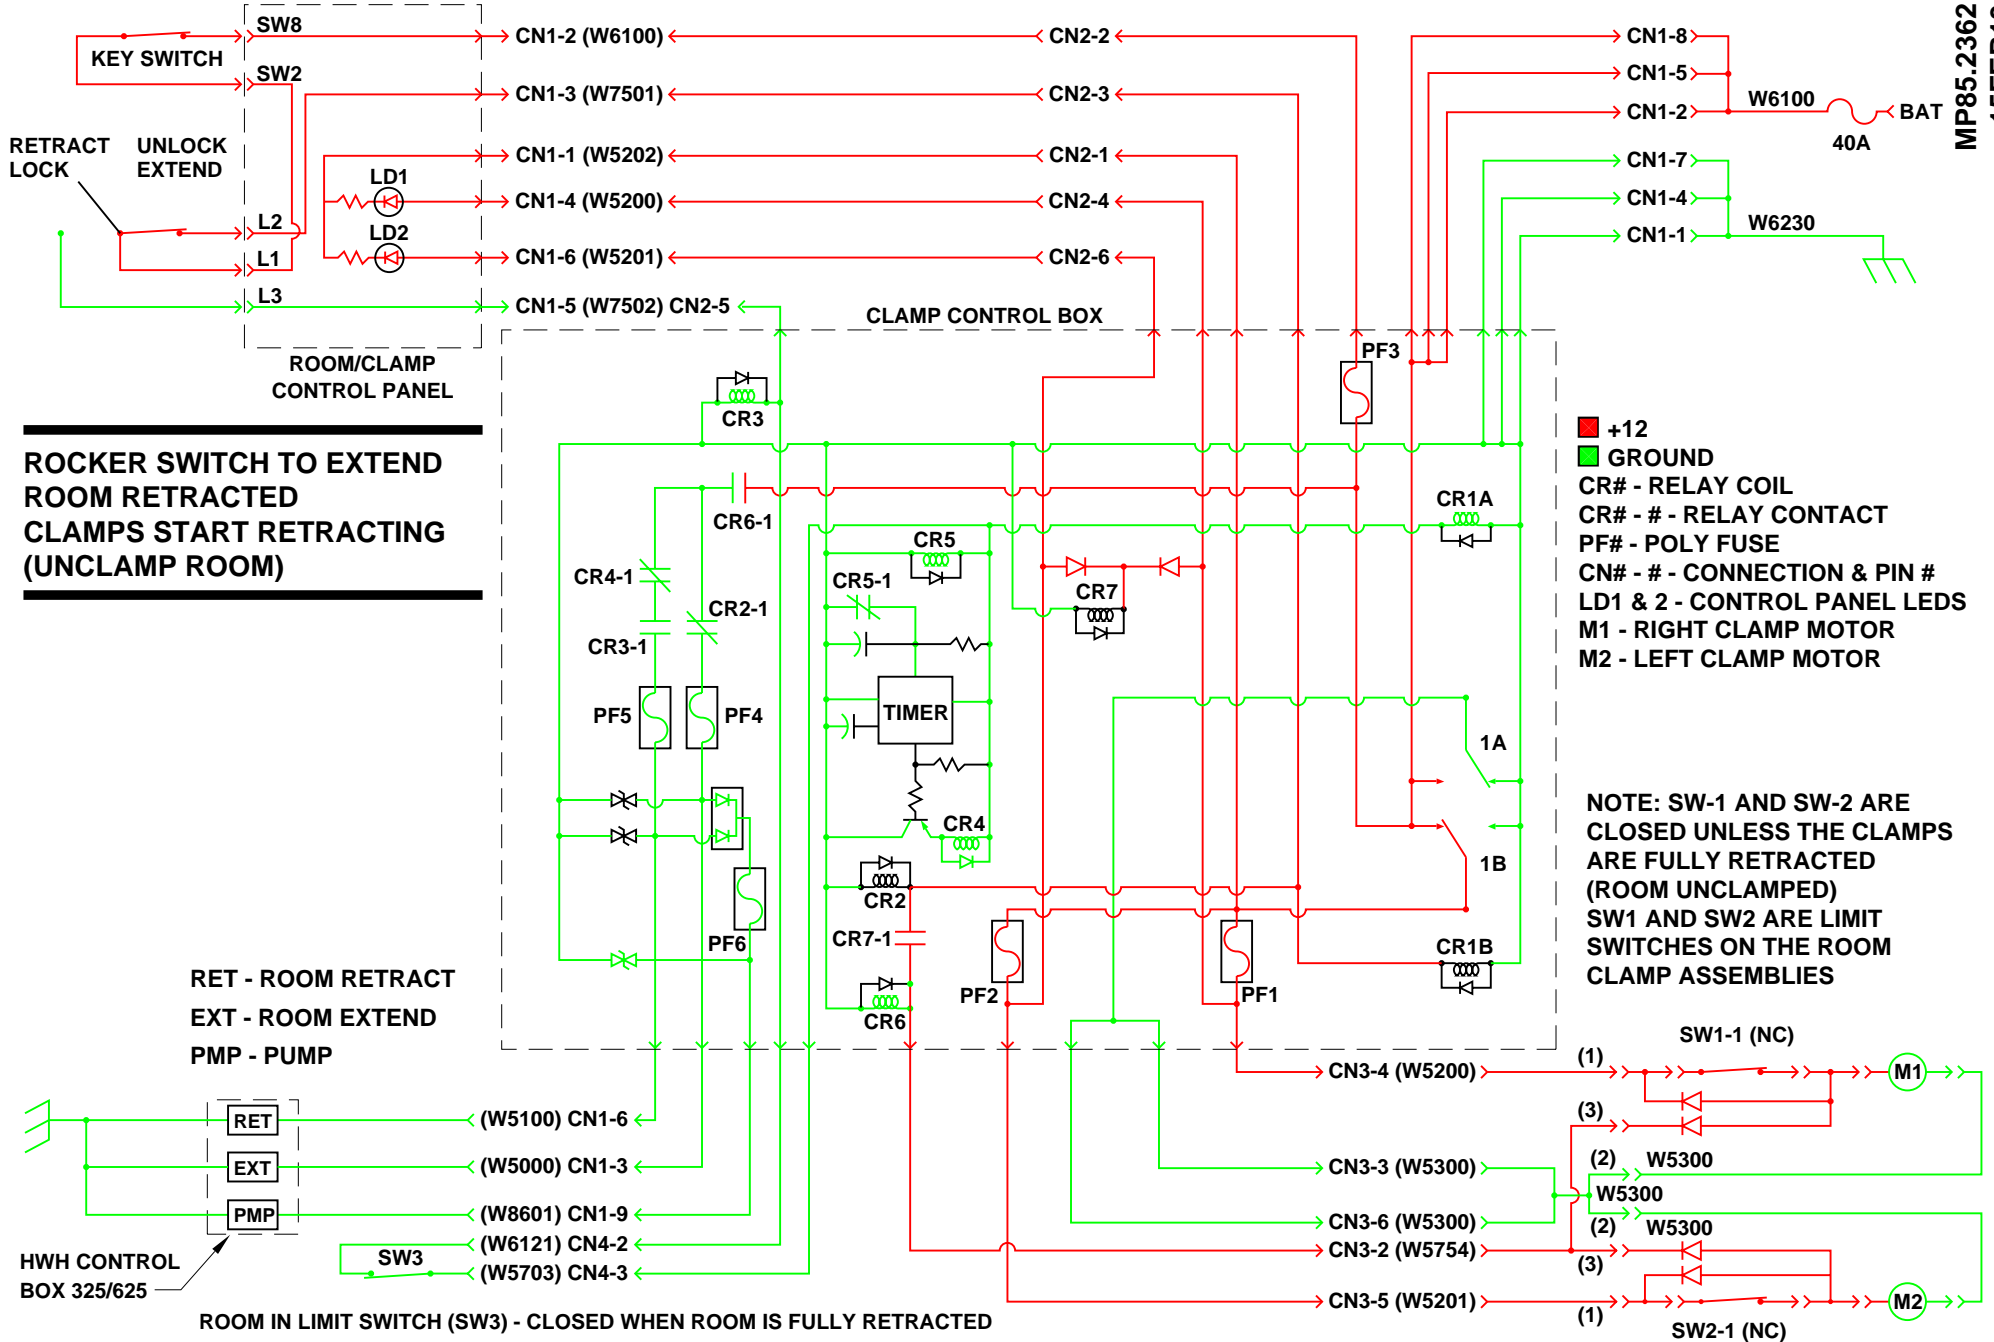 SW8
KEY SWITCH
SW2
RETRACT
LOCK
UNLOCK
EXTEND
L2
L1
L3
LD1
LD2
CN1-2 (W6100)
CN1-3 (W7501)
CN1-1 (W5202)
CN1-4 (W5200)
CN1-6 (W5201)
CN1-5 (W7502) CN2-5
CN2-2
CN2-3
CN2-1
CN2-4
CN2-6
CN1-8
CN1-5
CN1-2
CN1-7
CN1-4
CN1-1
W6100
BAT
40A
W6230
MP85.2362
ROOM/CLAMP
CONTROL PANEL
CLAMP CONTROL BOX
ROCKER SWITCH TO EXTEND
ROOM RETRACTED
CLAMPS START RETRACTING
(UNCLAMP ROOM)
CR3
PF3
CR6-1
CR1A
CR5
CR4-1
CR5-1
CR7
CR2-1
CR3-1
PF5
PF4
TIMER
1A
CR4
1B
CR2
CR7-1
PF6
CR1B
PF2
PF1
CR6
+12
GROUND
CR# - RELAY COIL
CR# - # - RELAY CONTACT
PF# - POLY FUSE
CN# - # - CONNECTION & PIN #
LD1 & 2 - CONTROL PANEL LEDS
M1 - RIGHT CLAMP MOTOR
M2 - LEFT CLAMP MOTOR
NOTE: SW-1 AND SW-2 ARE
CLOSED UNLESS THE CLAMPS
ARE FULLY RETRACTED
(ROOM UNCLAMPED)
SW1 AND SW2 ARE LIMIT
SWITCHES ON THE ROOM
CLAMP ASSEMBLIES
RET - ROOM RETRACT
EXT - ROOM EXTEND
PMP - PUMP
RET
EXT
PMP
HWH CONTROL
BOX 325/625
(W5100) CN1-6
(W5000) CN1-3
(W8601) CN1-9
(W6121) CN4-2
SW3
(W5703) CN4-3
ROOM IN LIMIT SWITCH (SW3) - CLOSED WHEN ROOM IS FULLY RETRACTED
SW1-1 (NC)
CN3-4 (W5200)
(1)
M1
(3)
CN3-3 (W5300)
(2)
W5300
W5300
CN3-6 (W5300)
(2)
W5300
CN3-2 (W5754)
(3)
CN3-5 (W5201)
(1)
M2
SW2-1 (NC)